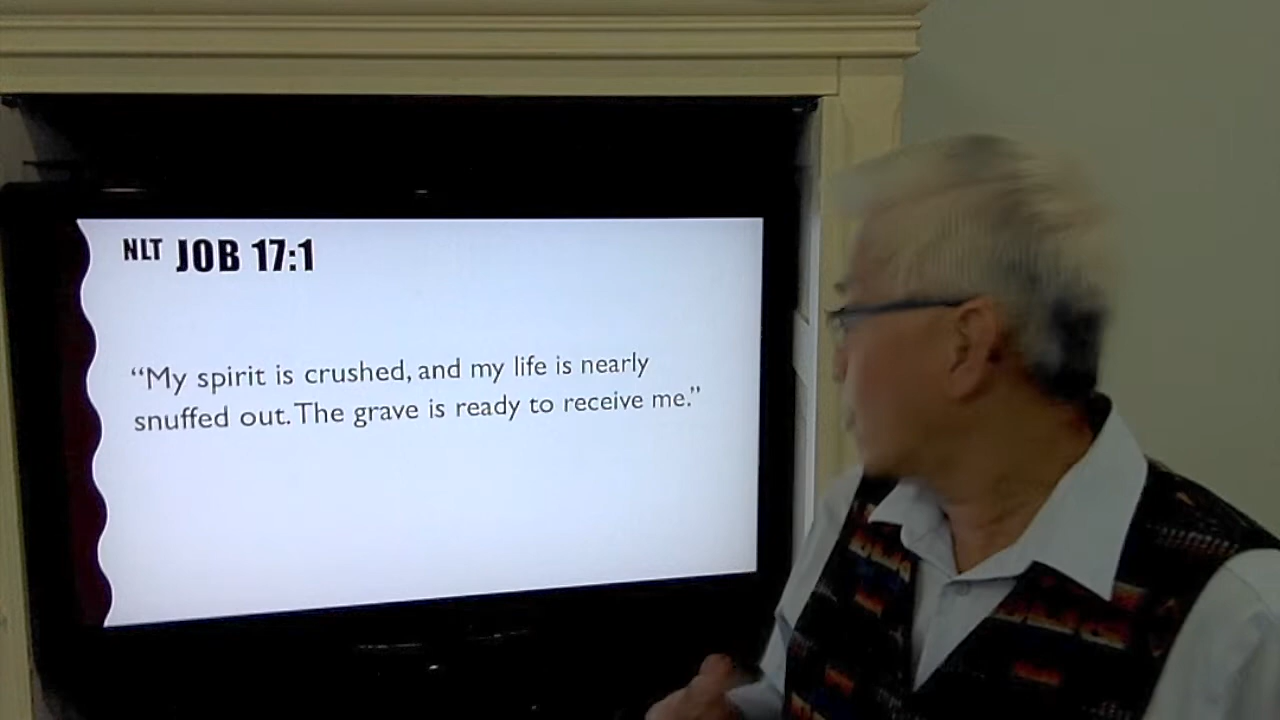 NLT JOB 17:1
“My spirit is crushed, and my life is nearly
snuffed out. The grave is ready to receive me.”